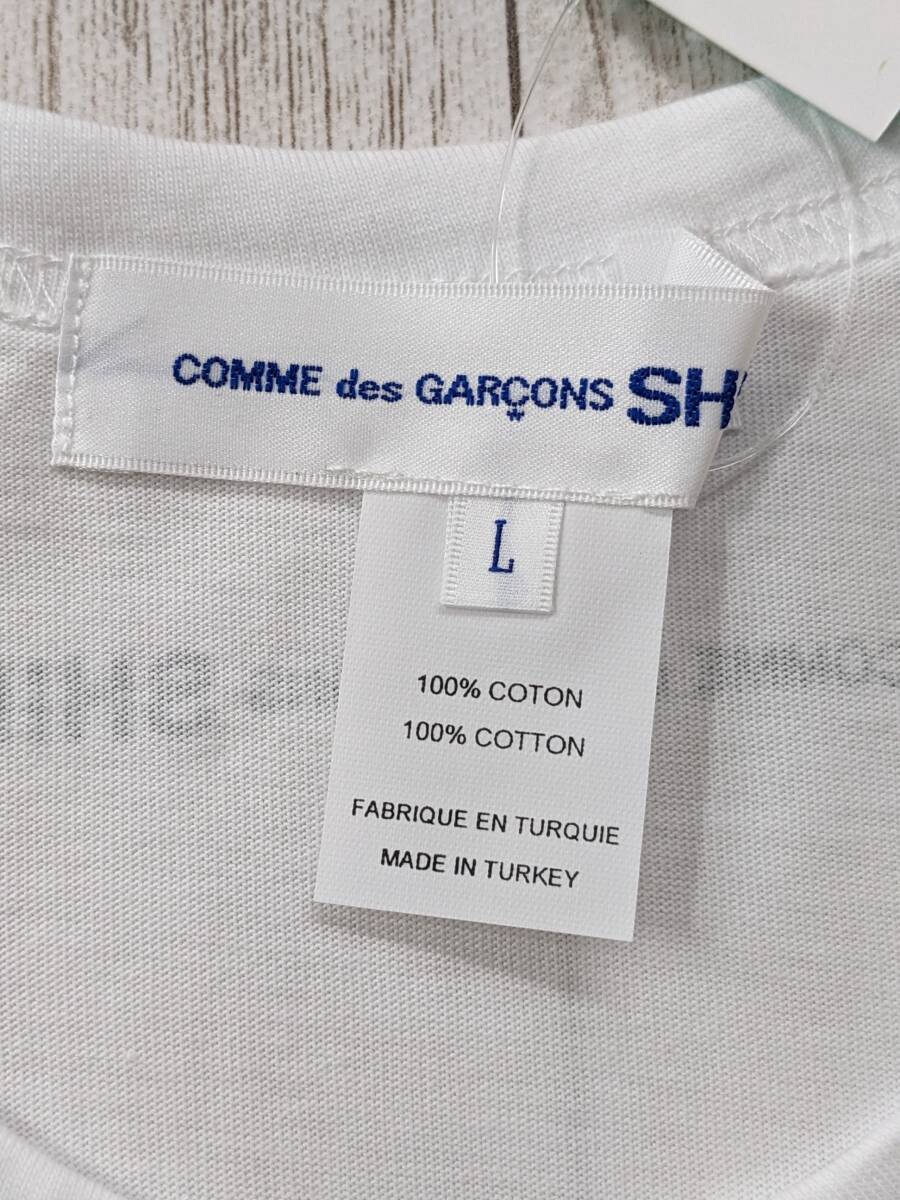 COMME des GARÇONS SH
L
100% COTON
100% COTTON
FABRIQUE EN TURQUIE
MADE IN TURKEY